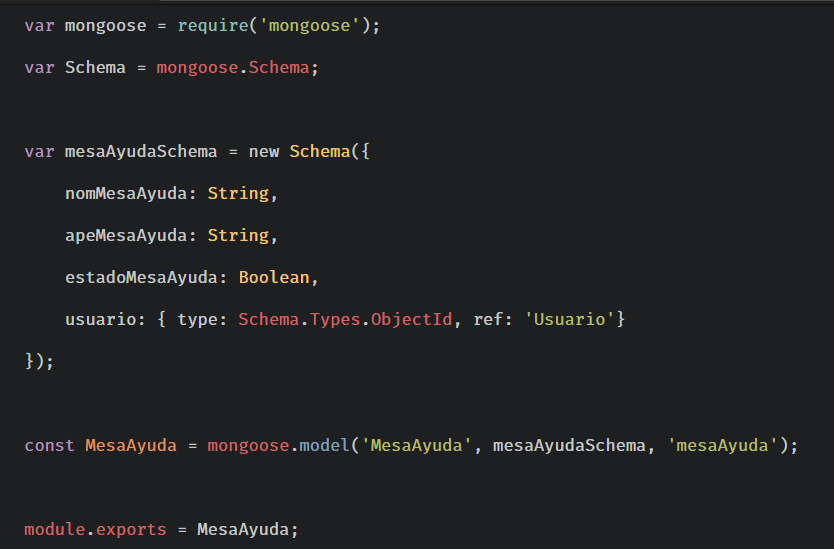 var mongoose = require('mongoose');
var Schema = mongoose.Schema;
var mesaAyudaSchema = new Schema({
    nomMesaAyuda: String,
    apeMesaAyuda: String,
    estadoMesaAyuda: Boolean,
    usuario: { type: Schema.Types.ObjectId, ref: 'Usuario'}
});
const MesaAyuda = mongoose.model('MesaAyuda', mesaAyudaSchema, 'mesaAyuda');
module.exports = MesaAyuda;